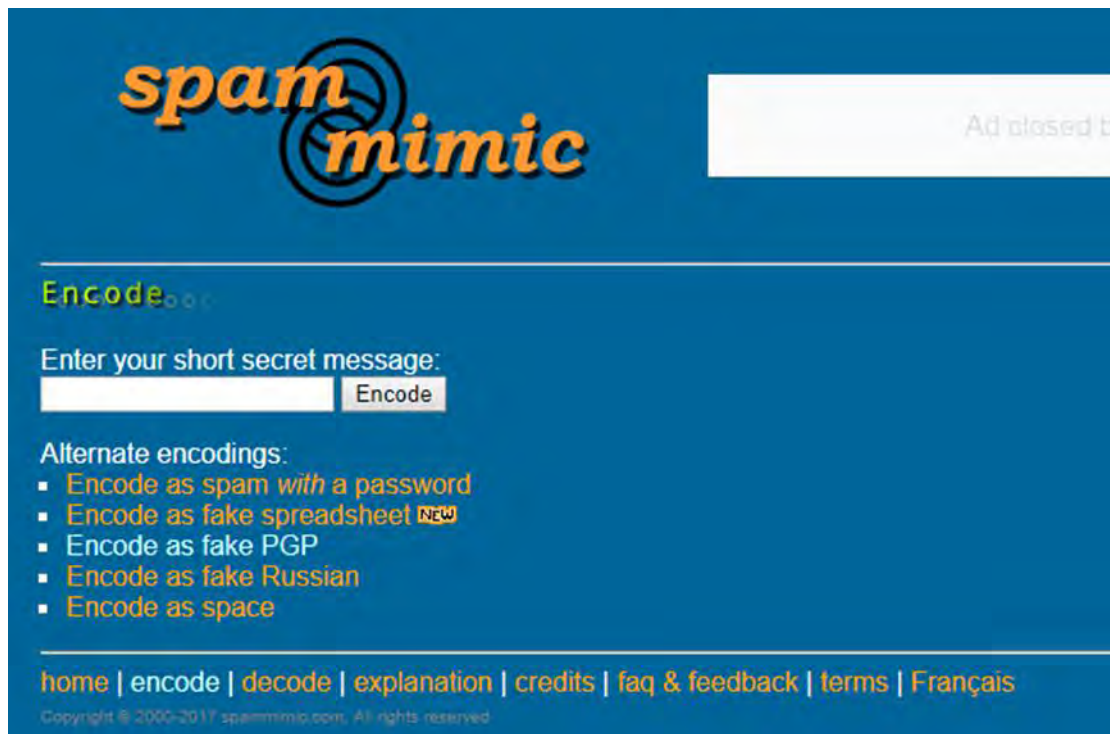 spam
mimic
Ad closed b
Encode
Enter your short secret message:
Encode
Alternate encodings:
Encode as spam with a password
Encode as fake spreadsheet NEW
Encode as fake PGP
Encode as fake Russian
Encode as space
home | encode | decode | explanation | credits | faq & feedback | terms | Français
Copyright © 2000-2017 spammimic.com, All rights reserved